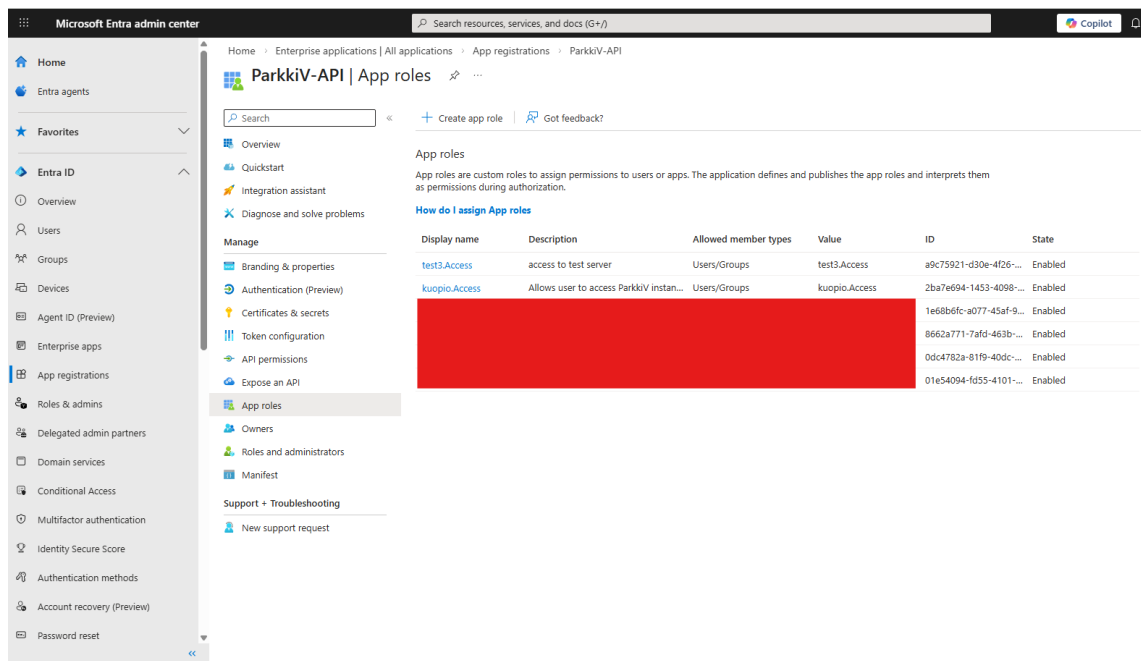 Microsoft Entra admin center
Search resources, services, and docs (G+/)
Copilot
Home
Entra agents
Favorites
Entra ID
Overview
Users
Groups
Devices
Agent ID (Preview)
Enterprise apps
App registrations
Roles & admins
Delegated admin partners
Domain services
Conditional Access
Multifactor authentication
Identity Secure Score
Authentication methods
Account recovery (Preview)
Password reset
«
Home > Enterprise applications | All applications > App registrations > ParkkiV-API
ParkkiV-API | App roles ...
Search «
Overview
Quickstart
Integration assistant
Diagnose and solve problems
Manage
Branding & properties
Authentication (Preview)
Certificates & secrets
Token configuration
API permissions
Expose an API
App roles
Owners
Roles and administrators
Manifest
Support + Troubleshooting
New support request
+ Create app role Got feedback?
App roles
App roles are custom roles to assign permissions to users or apps. The application defines and publishes the app roles and interprets them
as permissions during authorization.
How do I assign App roles
Display name Description Allowed member types Value ID State
test3.Access access to test server Users/Groups test3.Access a9c75921-d30e-4f26-... Enabled
kuopio.Access Allows user to access ParkkiV instan... Users/Groups kuopio.Access 2ba7e694-1453-4098-... Enabled
1e68b6fc-a077-45af-9... Enabled
8662a771-7afd-463b-... Enabled
0dc4782a-81f9-40dc-... Enabled
01e54094-fd55-4101-... Enabled